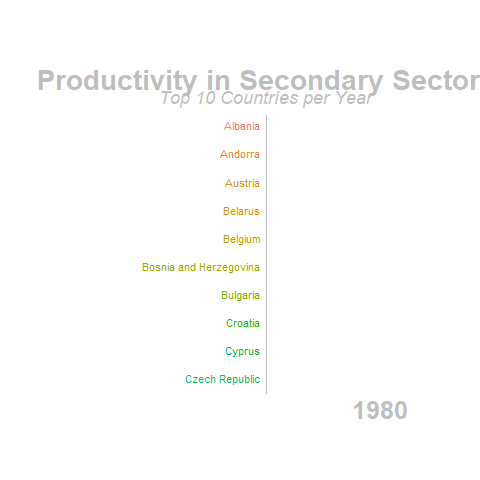 Productivity in Secondary Sector
Top 10 Countries per Year
Albania
Andorra
Austria
Belarus
Belgium
Bosnia and Herzegovina
Bulgaria
Croatia
Cyprus
Czech Republic
1980